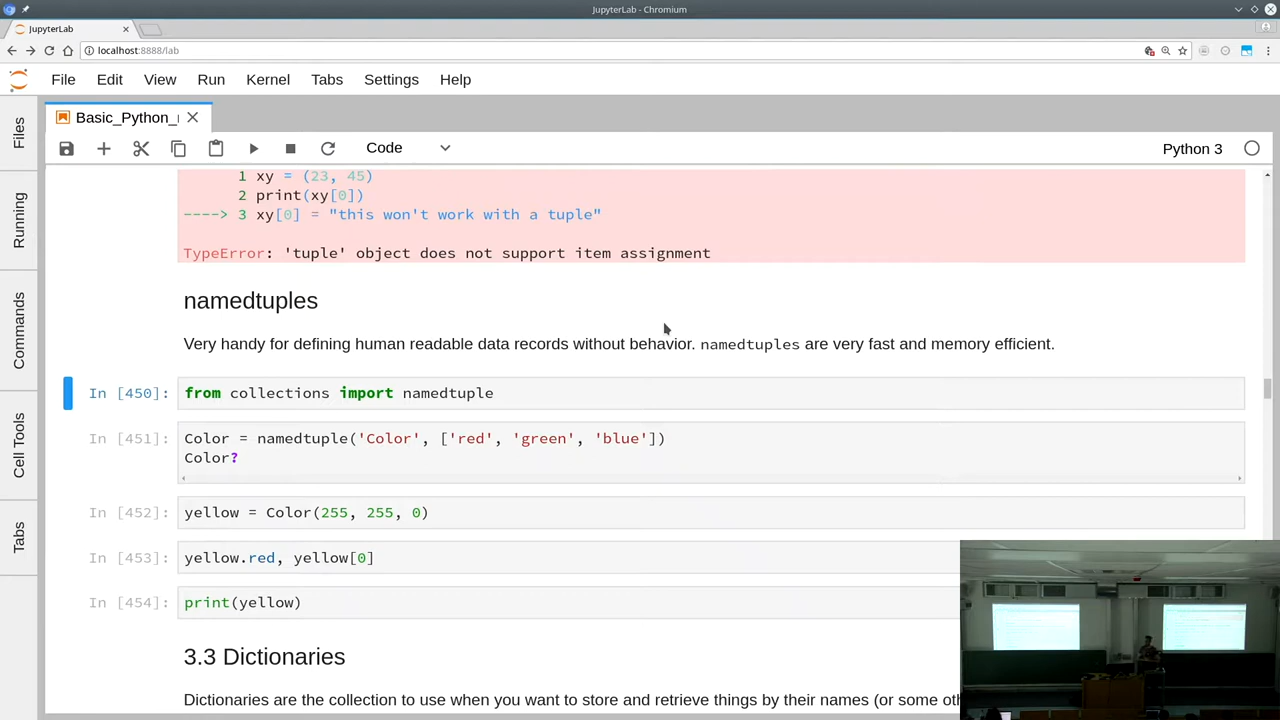 JupyterLab - Chromium
JupyterLab
localhost:8888/lab
File Edit View Run Kernel Tabs Settings Help
Files
Running
Commands
Cell Tools
Tabs
Basic_Python_
Code
Python 3
1 xy = (23, 45)
2 print(xy[0])
----> 3 xy[0] = "this won't work with a tuple"
TypeError: 'tuple' object does not support item assignment
namedtuples
Very handy for defining human readable data records without behavior. namedtuples are very fast and memory efficient.
In [450]: from collections import namedtuple
In [451]: Color = namedtuple('Color', ['red', 'green', 'blue'])
Color?
In [452]: yellow = Color(255, 255, 0)
In [453]: yellow.red, yellow[0]
In [454]: print(yellow)
3.3 Dictionaries
Dictionaries are the collection to use when you want to store and retrieve things by their names (or some